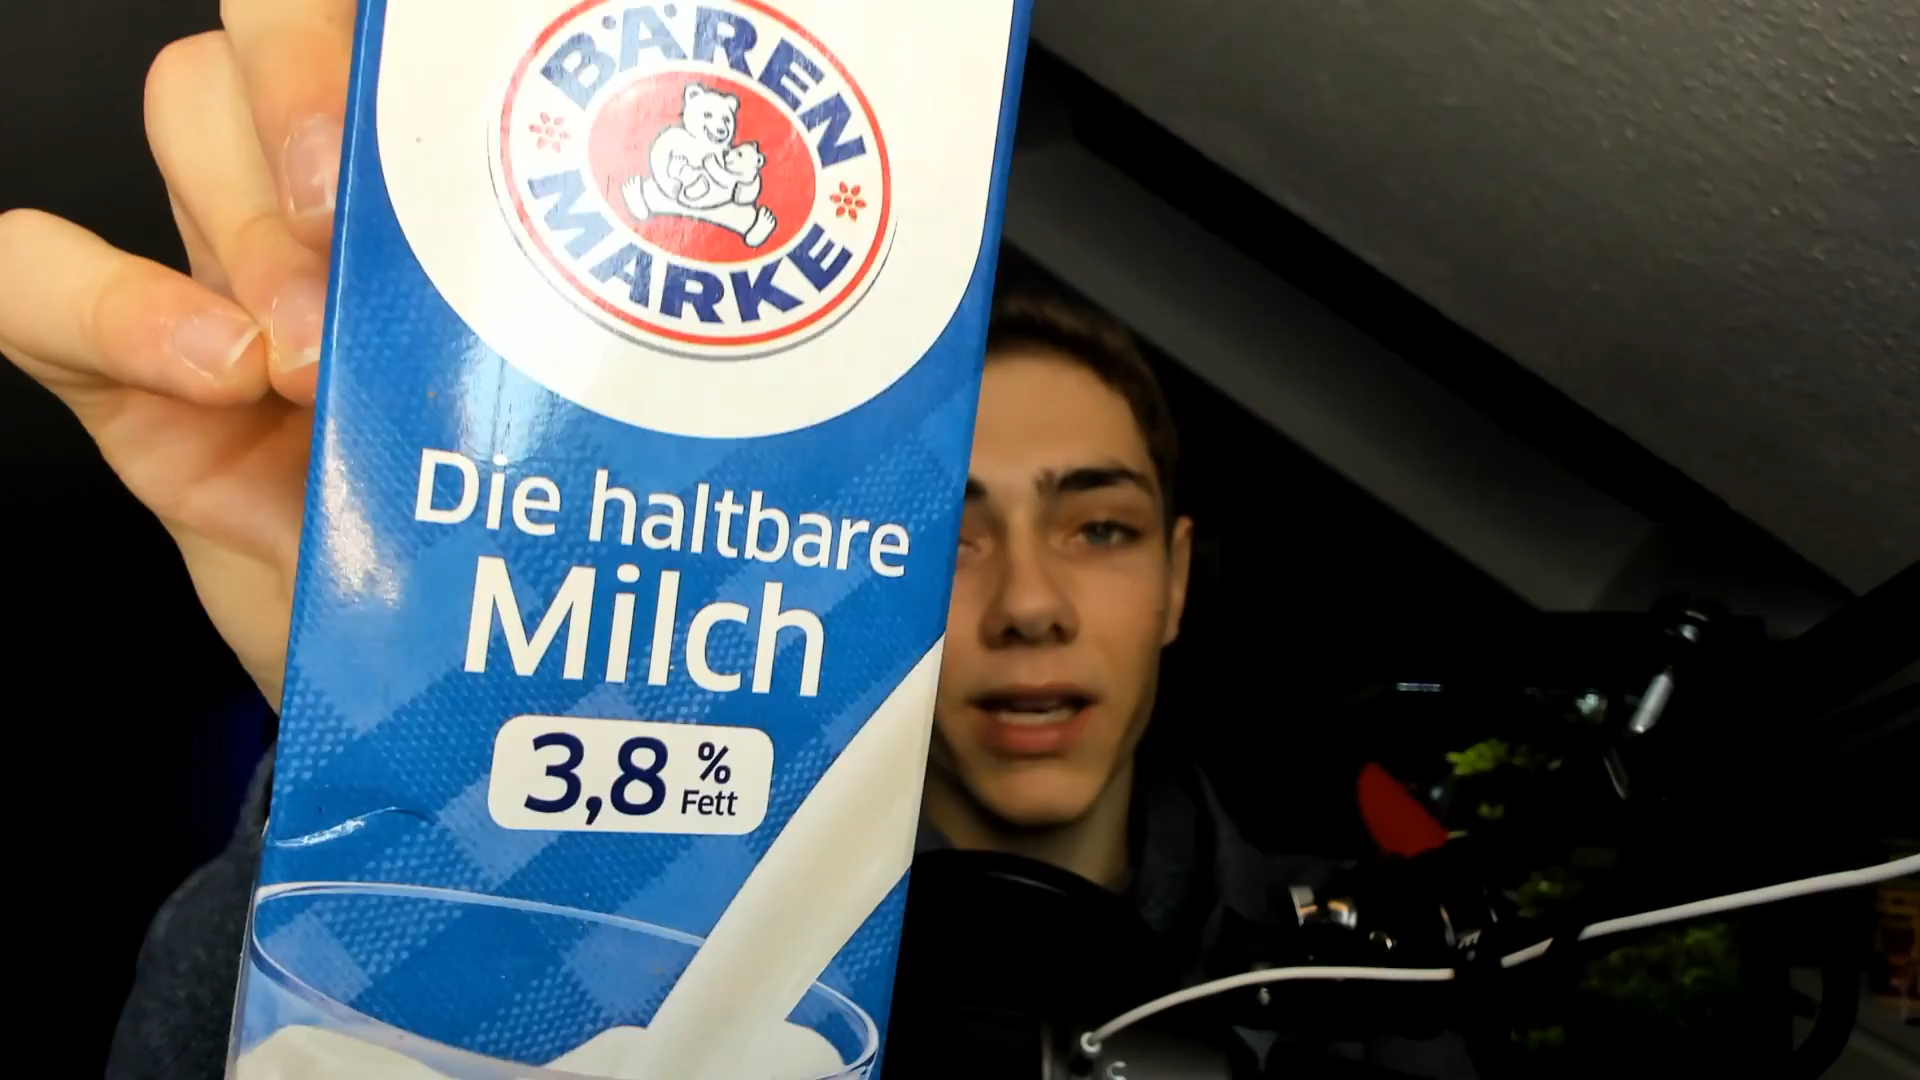 BÄREN
MARKE
Die haltbare
Milch
3,8 %
Fett